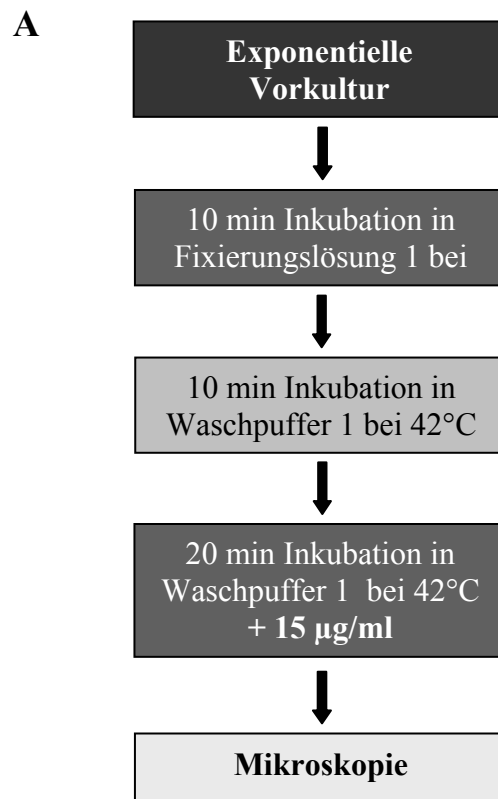 A
Exponentielle
Vorkultur
10 min Inkubation in
Fixierungslösung 1 bei
10 min Inkubation in
Waschpuffer 1 bei 42°C
20 min Inkubation in
Waschpuffer 1  bei 42°C
+ 15 µg/ml
Mikroskopie